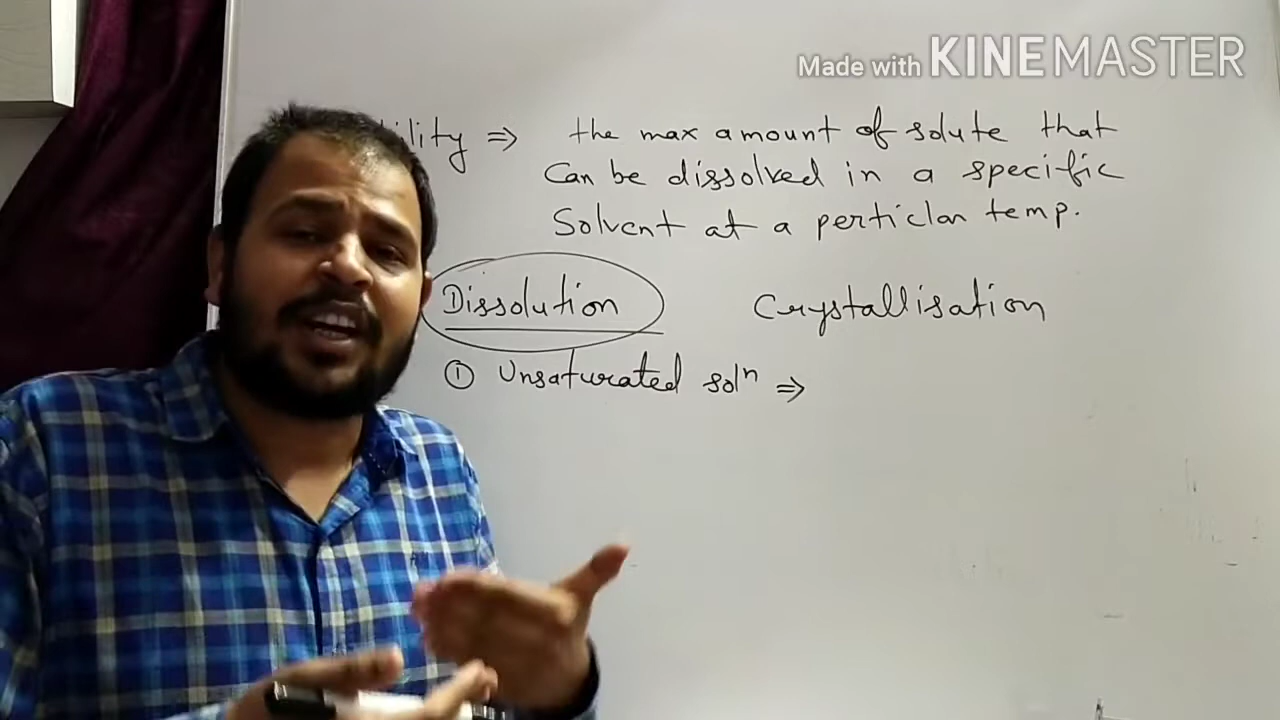 Made with KINEMASTER
ility ⇒ the max amount of solute that
Can be dissolved in a specific
Solvent at a perticlar temp.
Dissolution Crystallisation
① Unsaturated solⁿ ⇒